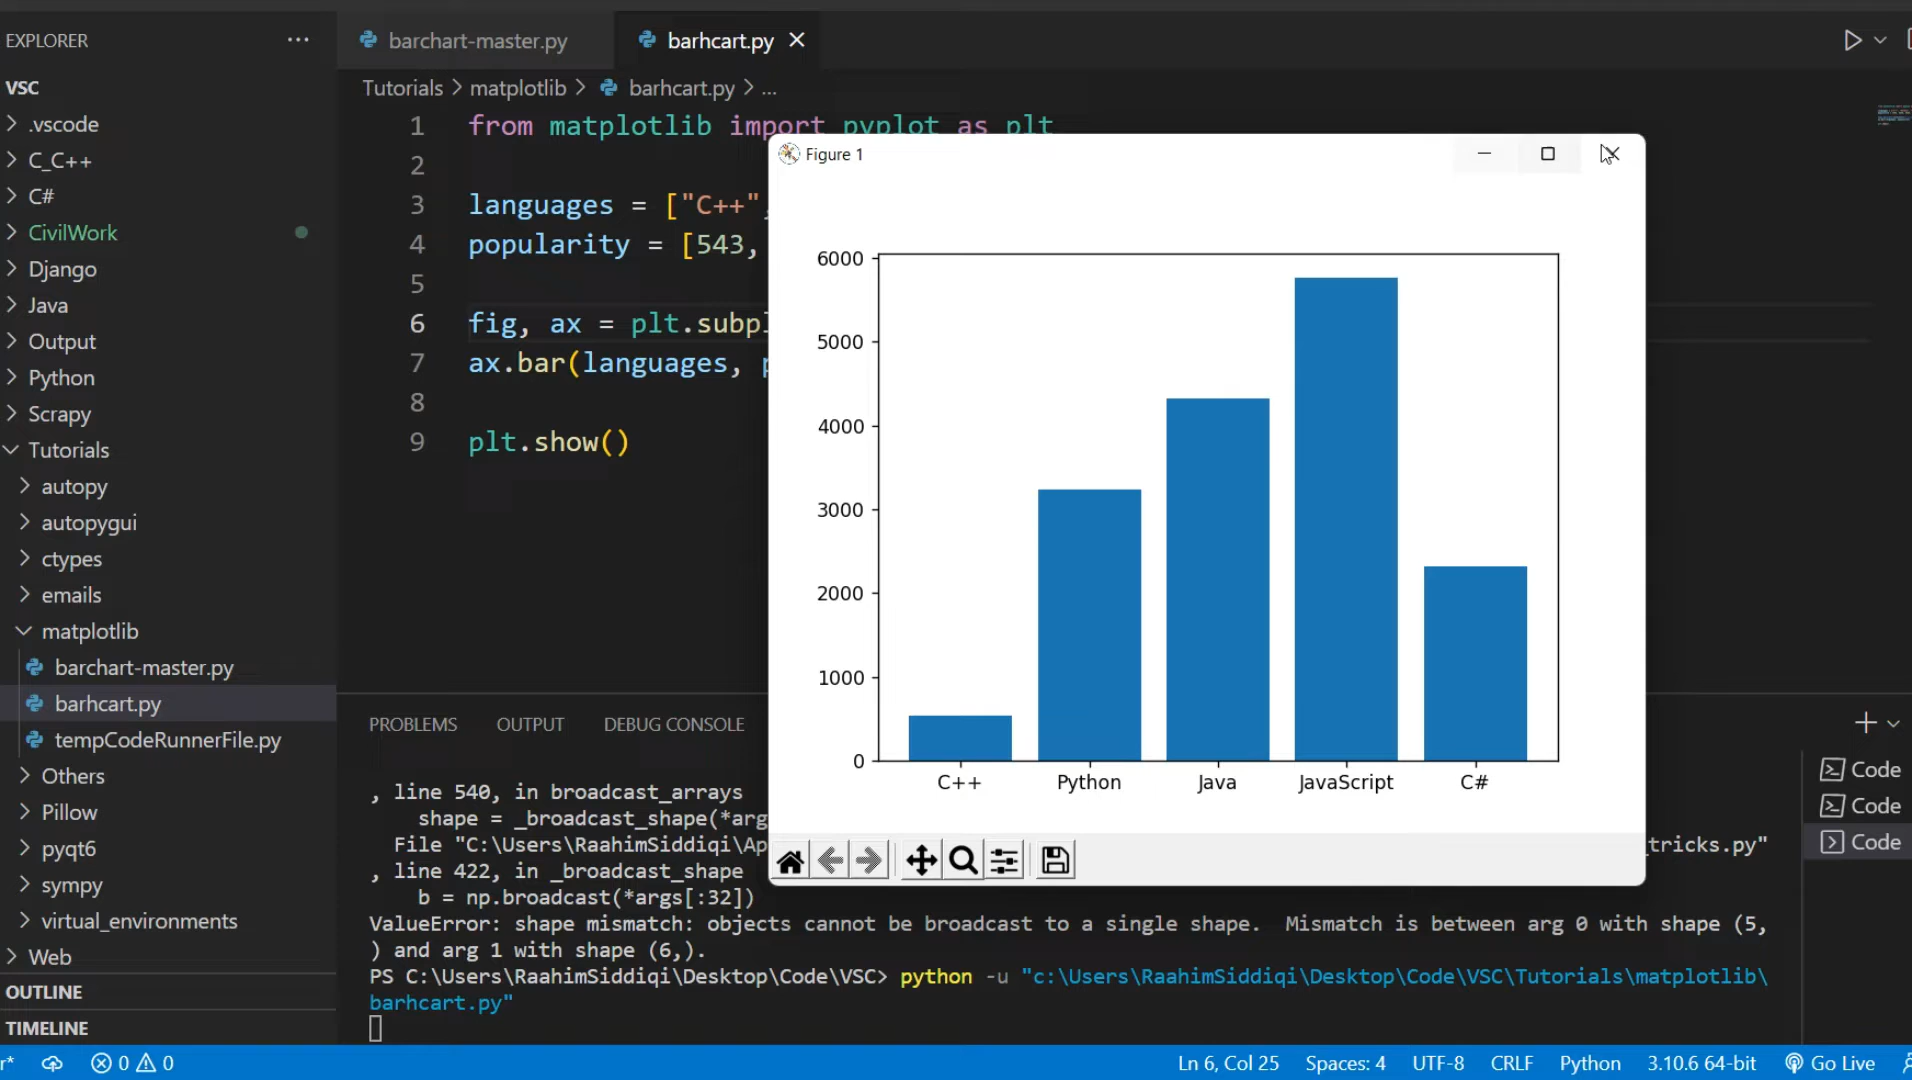 EXPLORER
barchart-master.py
barhcart.py
VSC
.vscode
C_C++
C#
CivilWork
Django
Java
Output
Python
Scrapy
Tutorials
autopy
autopygui
ctypes
emails
matplotlib
barchart-master.py
barhcart.py
tempCodeRunnerFile.py
Others
Pillow
pyqt6
sympy
virtual_environments
Web
OUTLINE
TIMELINE
Tutorials > matplotlib > barhcart.py > ...
1 from matplotlib import pyplot as plt
2
3 languages = ["C++",
4 popularity = [543,
5
6 fig, ax = plt.subpl
7 ax.bar(languages,
8
9 plt.show()
Figure 1
6000
5000
4000
3000
2000
1000
0
C++ Python Java JavaScript C#
PROBLEMS OUTPUT DEBUG CONSOLE
, line 540, in broadcast_arrays
shape = _broadcast_shape(*arg
File "C:\Users\RaahimSiddiqi\Ap
_tricks.py"
, line 422, in _broadcast_shape
b = np.broadcast(*args[:32])
ValueError: shape mismatch: objects cannot be broadcast to a single shape.  Mismatch is between arg 0 with shape (5,
) and arg 1 with shape (6,).
PS C:\Users\RaahimSiddiqi\Desktop\Code\VSC> python -u "c:\Users\RaahimSiddiqi\Desktop\Code\VSC\Tutorials\matplotlib\
barhcart.py"
Code
Code
Code
r* 0 0 Ln 6, Col 25 Spaces: 4 UTF-8 CRLF Python 3.10.6 64-bit Go Live